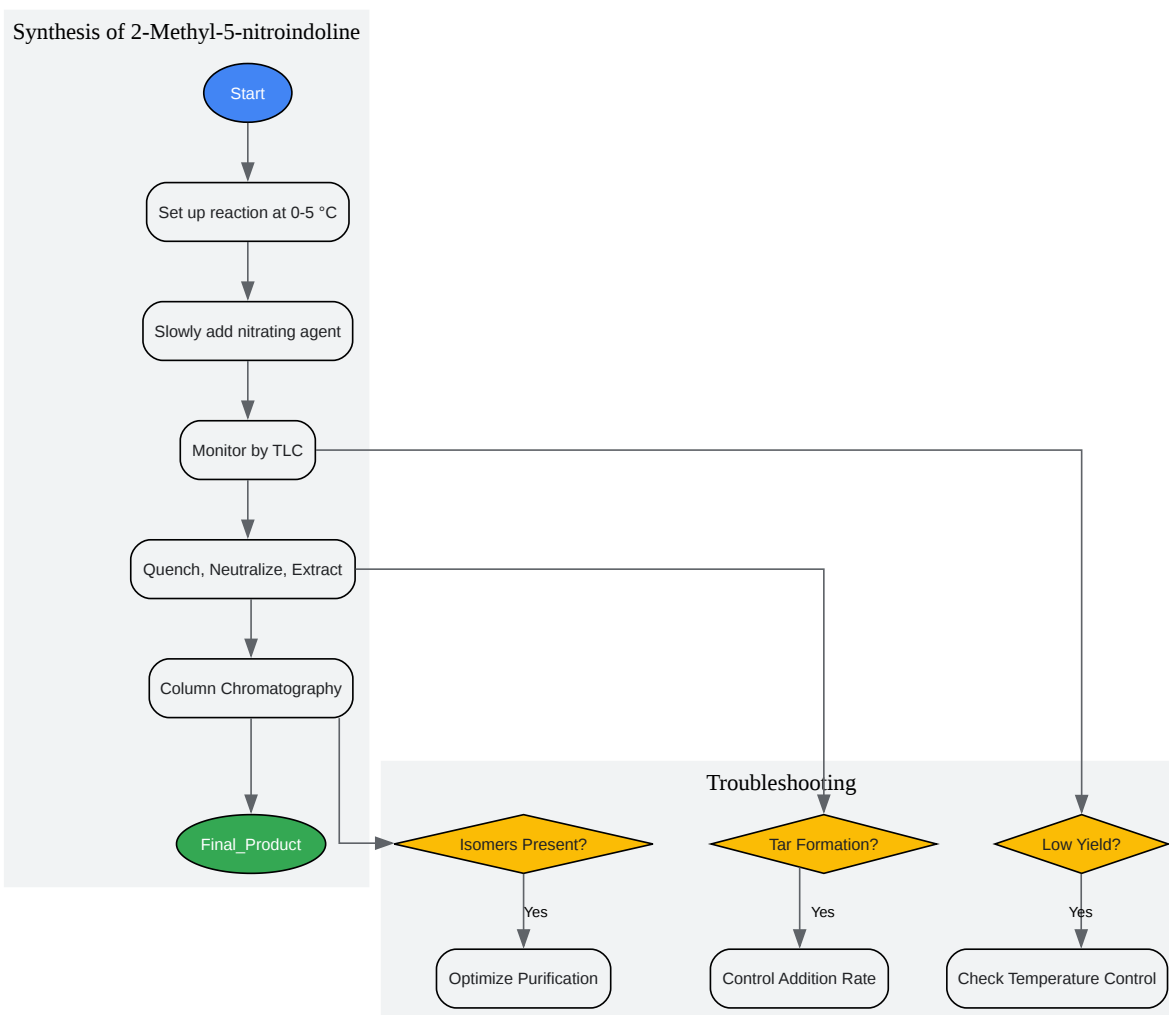 Synthesis of 2-Methyl-5-nitroindoline
Start
Set up reaction at 0-5 °C
Slowly add nitrating agent
Monitor by TLC
Quench, Neutralize, Extract
Column Chromatography
Final_Product
Troubleshooting
Isomers Present?
Tar Formation?
Low Yield?
Yes
Yes
Yes
Optimize Purification
Control Addition Rate
Check Temperature Control